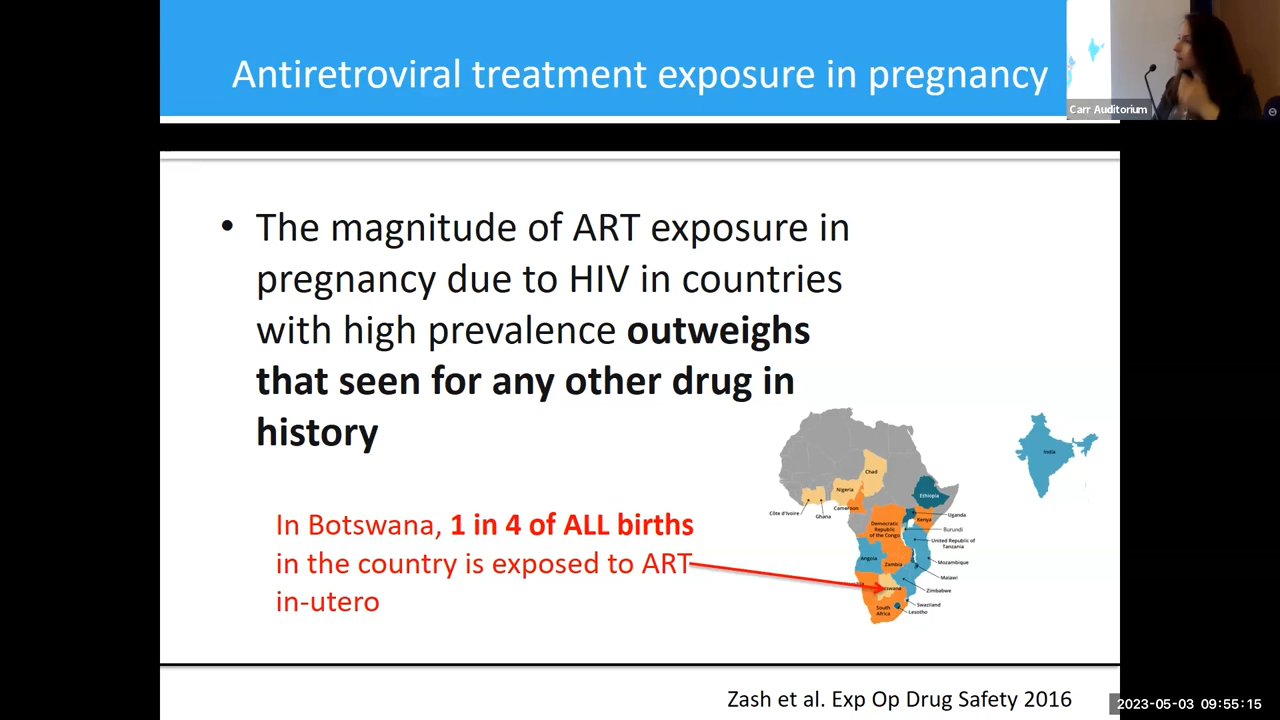 Antiretroviral treatment exposure in pregnancy
Carr Auditorium
• The magnitude of ART exposure in
pregnancy due to HIV in countries
with high prevalence outweighs
that seen for any other drug in
history
In Botswana, 1 in 4 of ALL births
in the country is exposed to ART
in-utero
India
Chad
Nigeria
Ethiopia
Côte d'Ivoire
Ghana
Cameroon
Uganda
Kenya
Democratic
Republic
of the Congo
Burundi
United Republic of
Tanzania
Angola
Zambia
Mozambique
Malawi
Zimbabwe
South
Africa
Swaziland
Lesotho
Zash et al. Exp Op Drug Safety 2016
2023-05-03 09:55:15